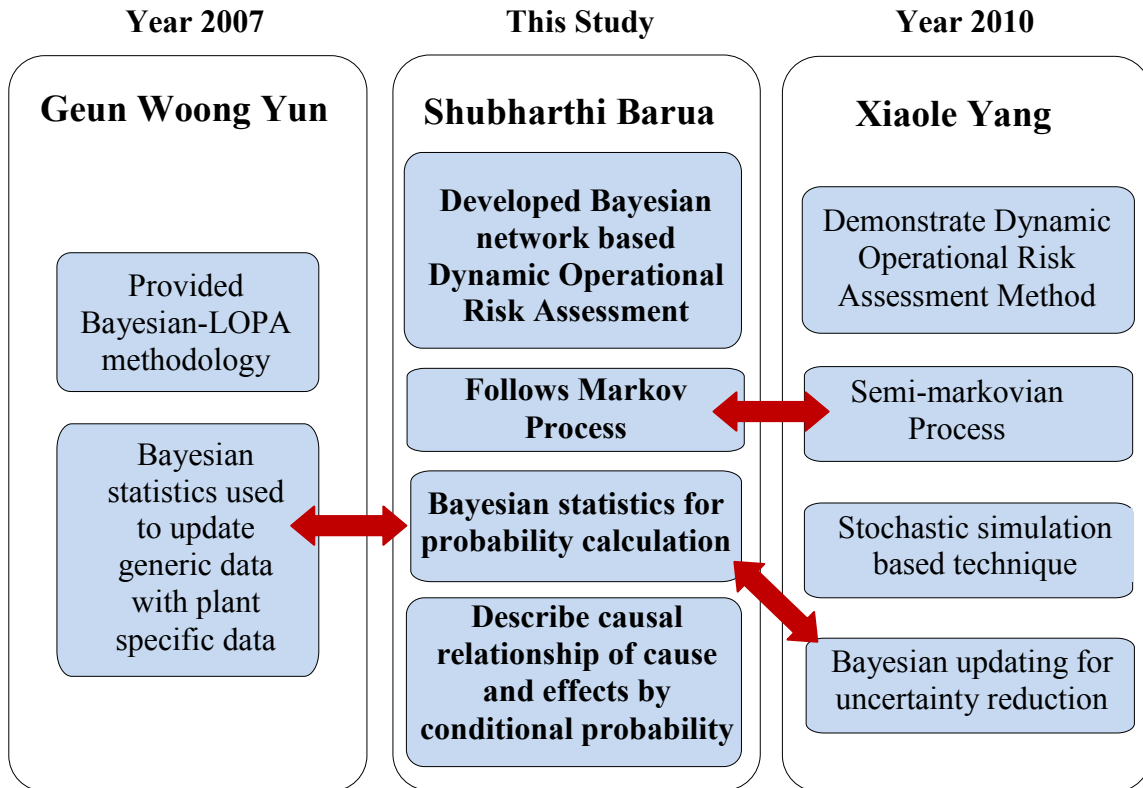 Year 2007
Geun Woong Yun
Provided
Bayesian-LOPA
methodology
Bayesian
statistics used
to update
generic data
with plant
specific data
This Study
Shubharthi Barua
Developed Bayesian
network based
Dynamic Operational
Risk Assessment
Follows Markov
Process
Bayesian statistics for
probability calculation
Describe causal
relationship of cause
and effects by
conditional probability
Year 2010
Xiaole Yang
Demonstrate Dynamic
Operational Risk
Assessment Method
Semi-markovian
Process
Stochastic simulation
based technique
Bayesian updating for
uncertainty reduction